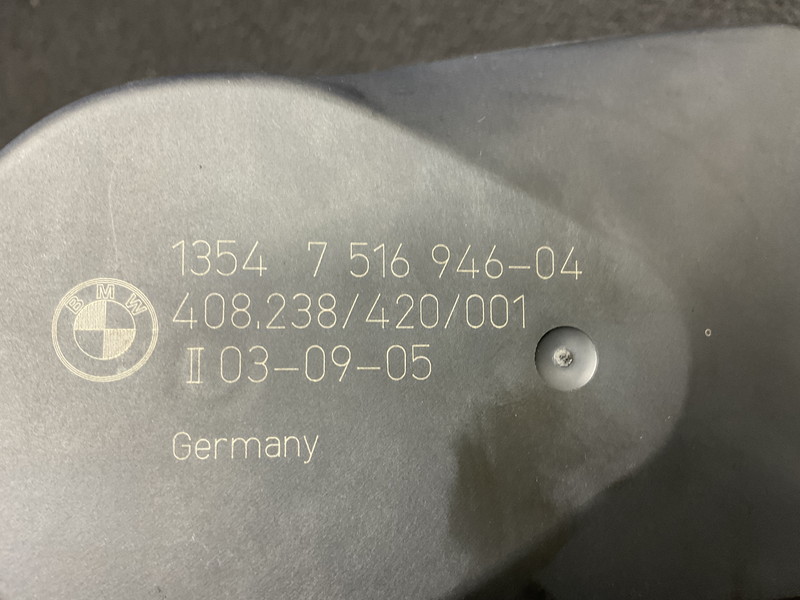 1354 7 516 946-04
BMW
408.238/420/001
II 03-09-05
Germany